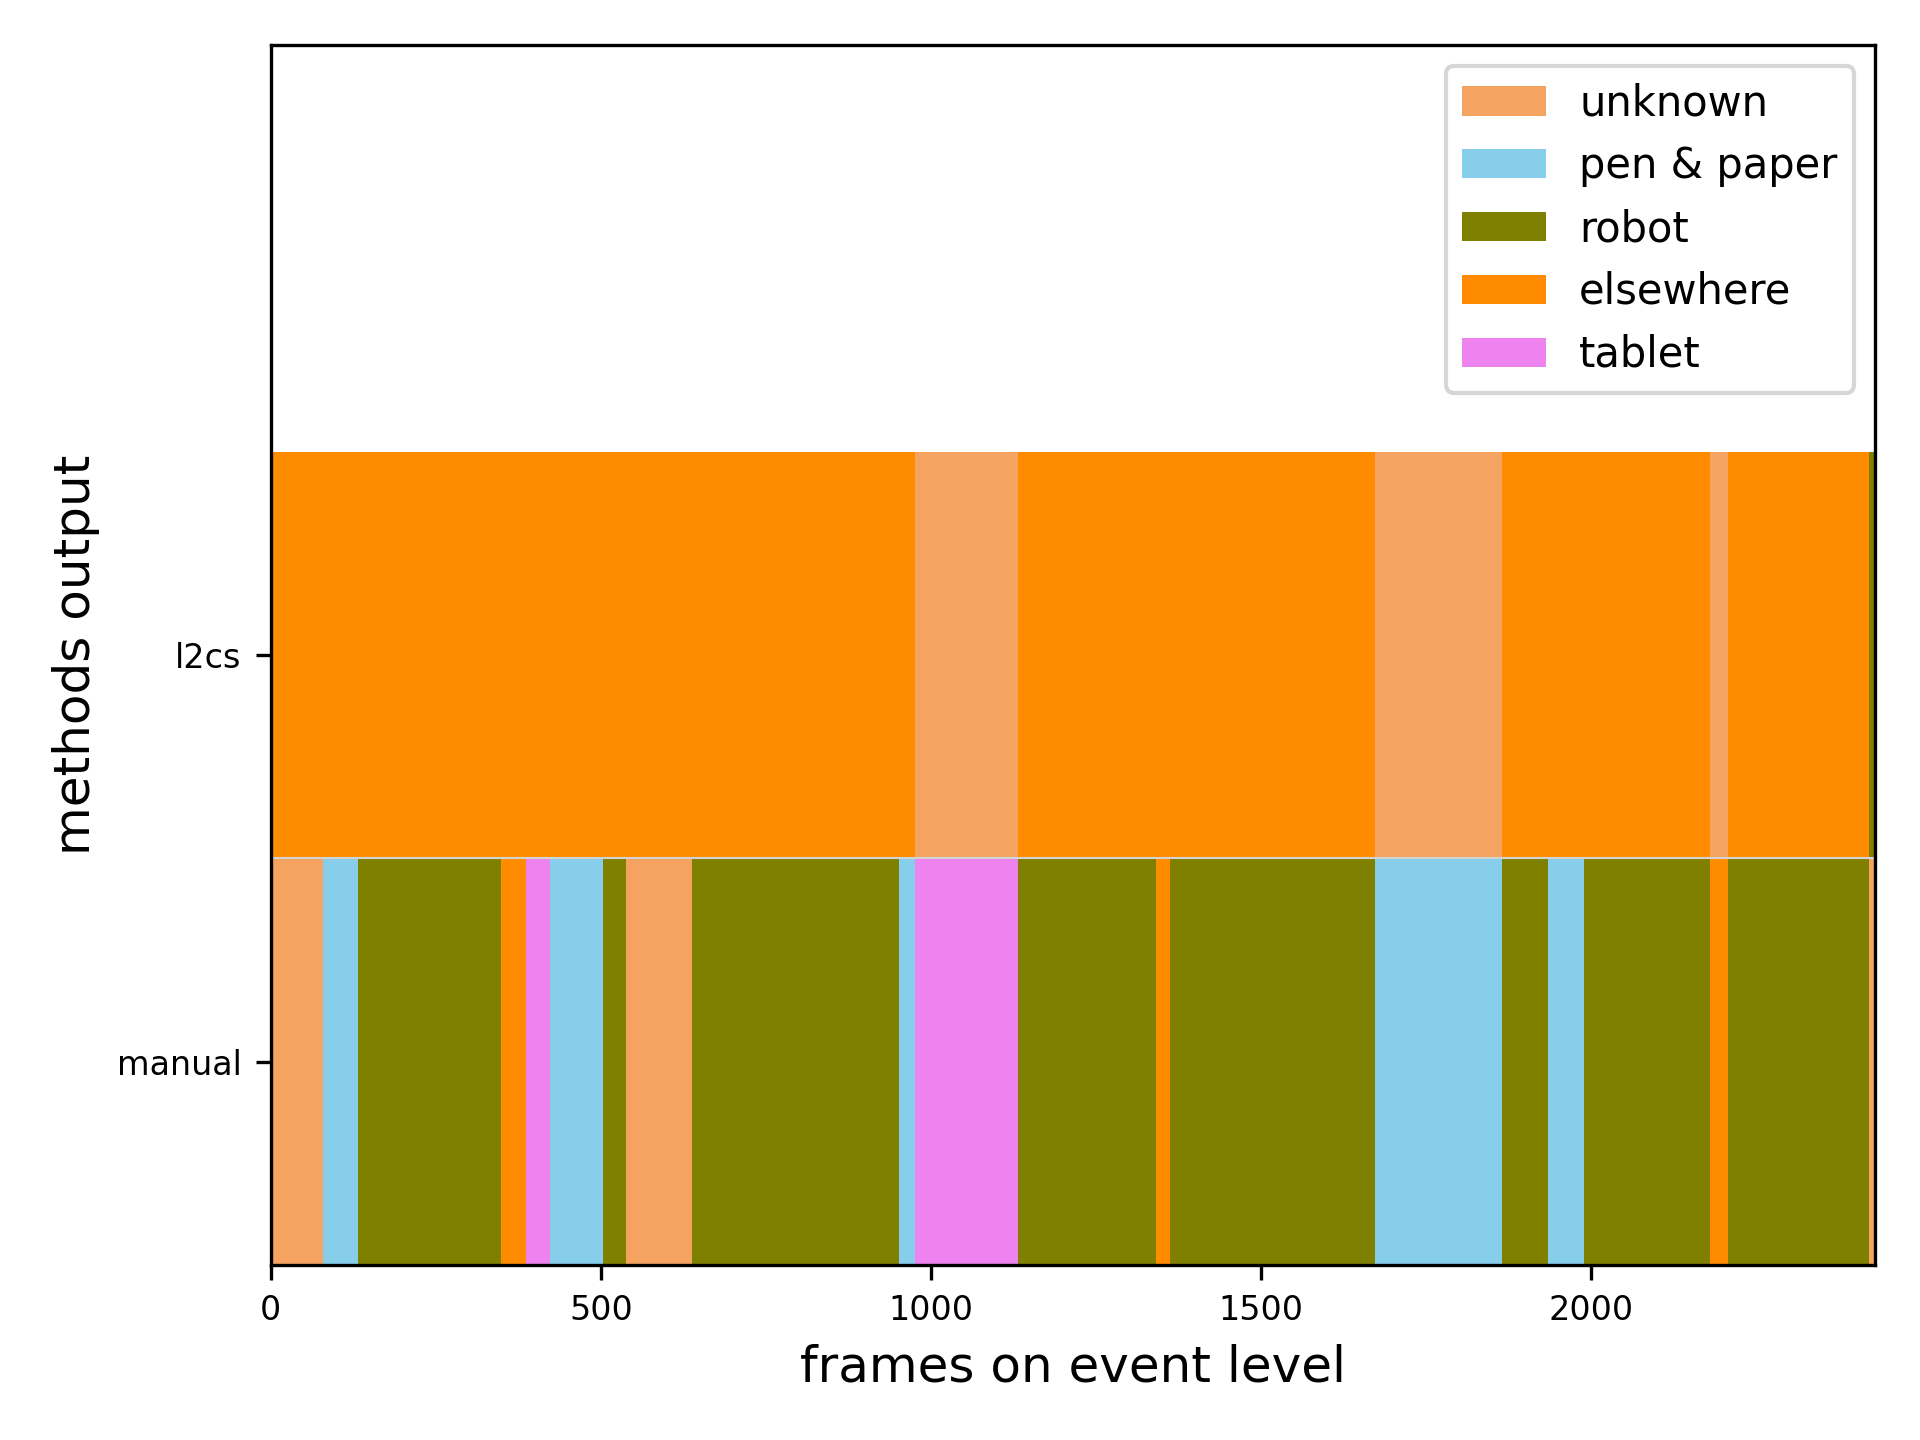 unknown
pen & paper
robot
elsewhere
tablet
methods output
l2cs
manual
0 500 1000 1500 2000
frames on event level